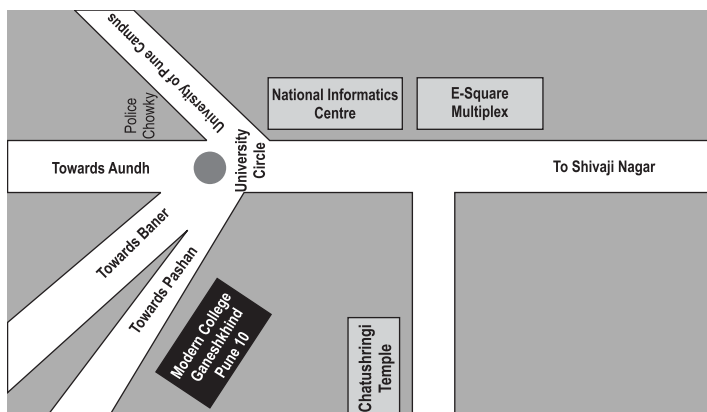 University of Pune Campus
Police
Chowky
National Informatics
Centre
E-Square
Multiplex
Towards Aundh
University
Circle
To Shivaji Nagar
Towards Baner
Towards Pashan
Modern College
Ganeshkhind
Pune 10
Chatushringi
Temple